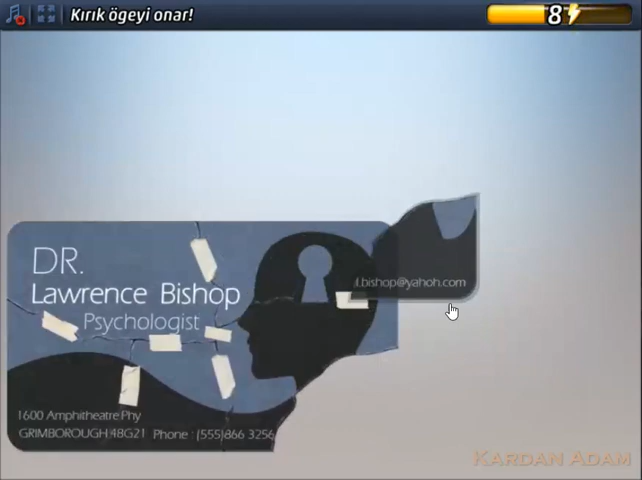 Kırık ögeyi onar!
8
DR.
Lawrence Bishop
Psychologist
l.bishop@yahoh.com
1600 Amphitheatre Phy
GRIMBOROUGH 48G21 Phone : (555)866 3256
KARDAN ADAM